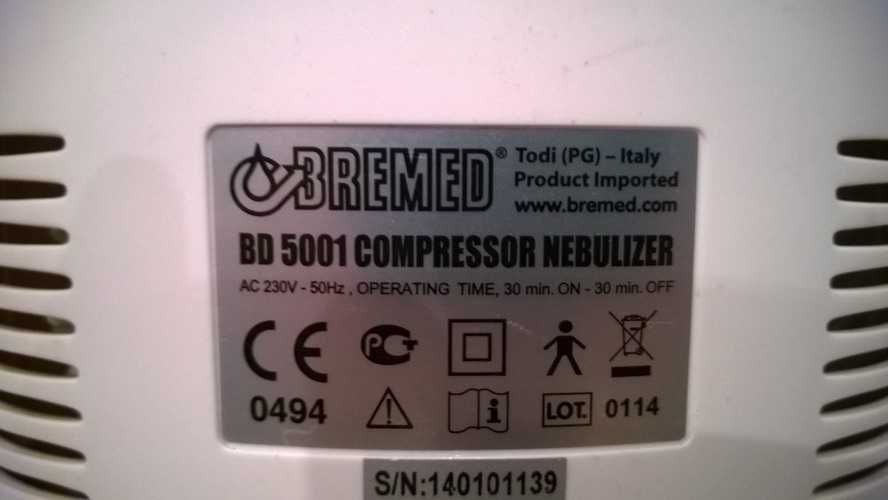 BREMED® Todi (PG) – Italy
Product Imported
www.bremed.com
BD 5001 COMPRESSOR NEBULIZER
AC 230V - 50Hz , OPERATING TIME, 30 min. ON - 30 min. OFF
CE PCT
0494 i LOT. 0114
S/N:140101139